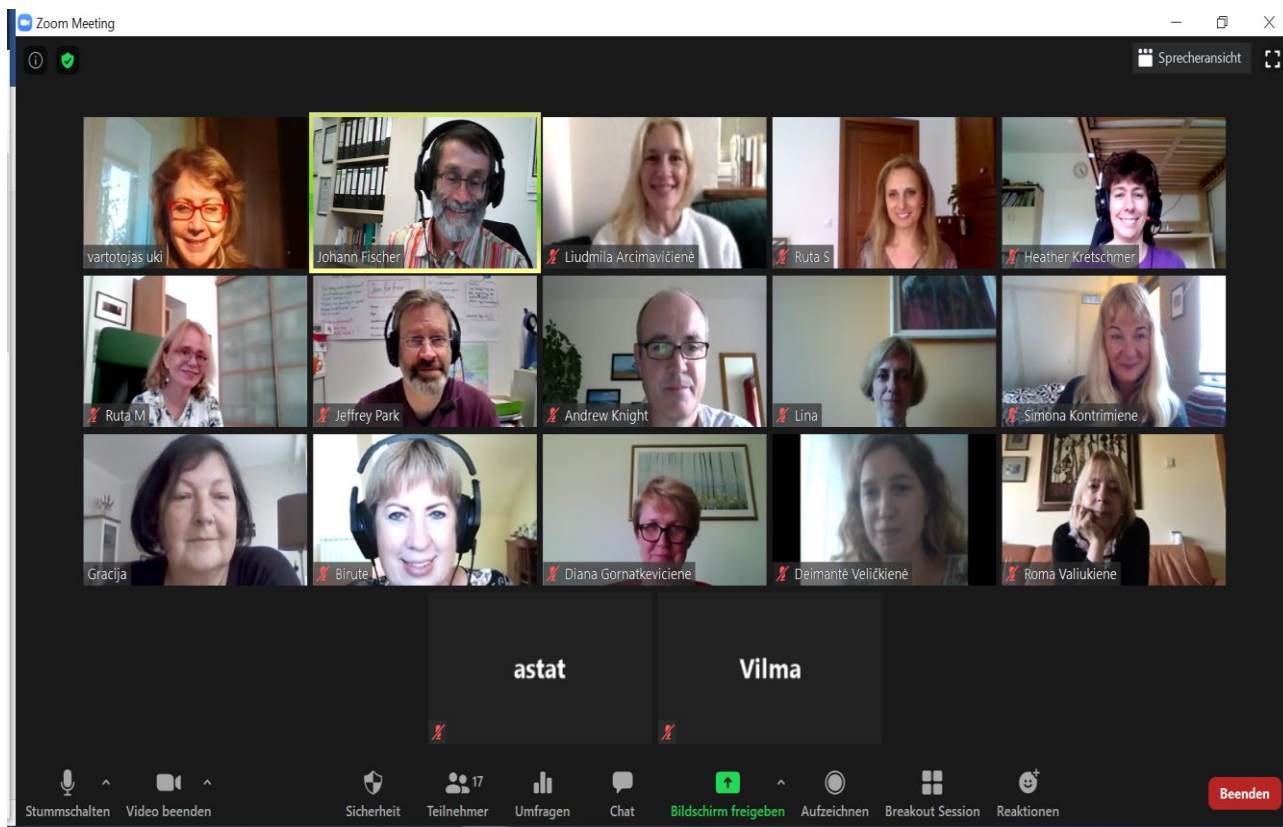 Zoom Meeting
Sprecheransicht
vartotojas uki
Johann Fischer
Liudmila Arcimavičienė
Ruta S
Heather Kretschmer
Ruta M
Jeffrey Park
Andrew Knight
Lina
Simona Kontrimiene
Gracija
Birute
Diana Gornatkeviciene
Deimantė Veličkienė
Roma Valiukiene
astat
Vilma
Stummschalten
Video beenden
Sicherheit
17
Teilnehmer
Umfragen
Chat
Bildschirm freigeben
Aufzeichnen
Breakout Session
Reaktionen
Beenden